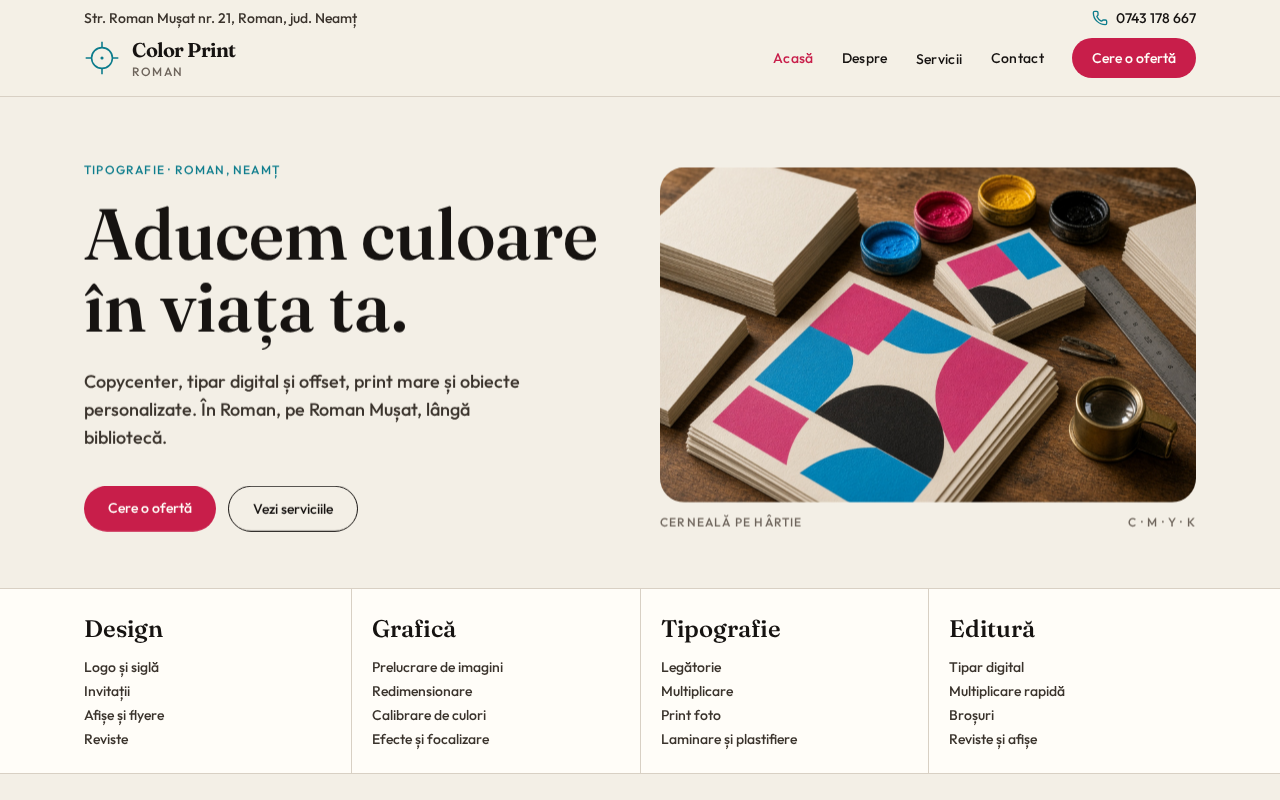 Str. Roman Mușat nr. 21, Roman, jud. Neamț
0743 178 667
Color Print
ROMAN
Acasă
Despre
Servicii
Contact
Cere o ofertă
TIPOGRAFIE · ROMAN, NEAMȚ
Aducem culoare
în viața ta.
Copycenter, tipar digital și offset, print mare și obiecte
personalizate. În Roman, pe Roman Mușat, lângă
bibliotecă.
Cere o ofertă
Vezi serviciile
CERNEALĂ PE HÂRTIE
C · M · Y · K
Design
Logo și siglă
Invitații
Afișe și flyere
Reviste
Grafică
Prelucrare de imagini
Redimensionare
Calibrare de culori
Efecte și focalizare
Tipografie
Legătorie
Multiplicare
Print foto
Laminare și plastifiere
Editură
Tipar digital
Multiplicare rapidă
Broșuri
Reviste și afișe